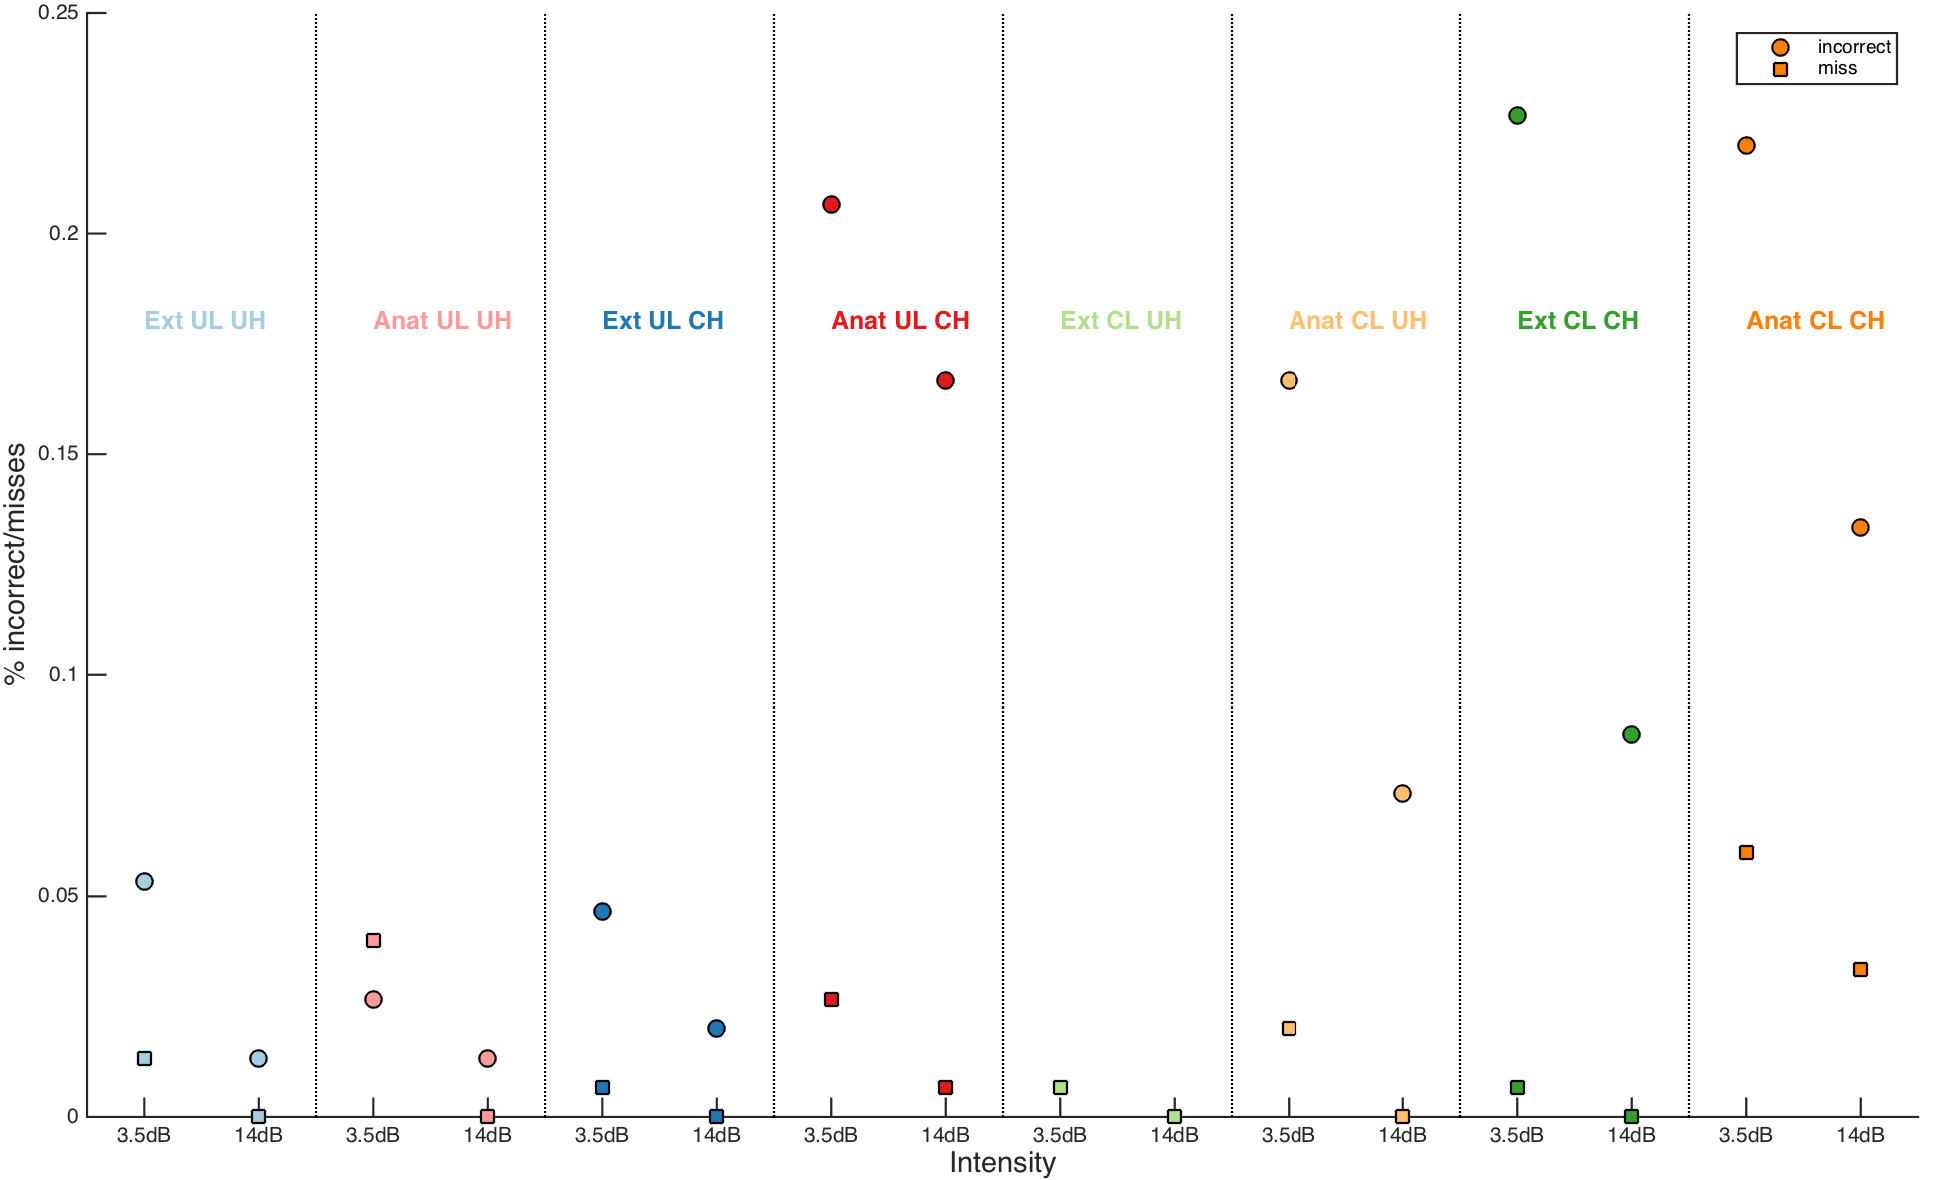 0.25
incorrect
miss
0.2
Ext UL UH
Anat UL UH
Ext UL CH
Anat UL CH
Ext CL UH
Anat CL UH
Ext CL CH
Anat CL CH
0.15
% incorrect/misses
0.1
0.05
0
3.5dB
14dB
3.5dB
14dB
3.5dB
14dB
3.5dB
14dB
3.5dB
14dB
3.5dB
14dB
3.5dB
14dB
3.5dB
14dB
Intensity